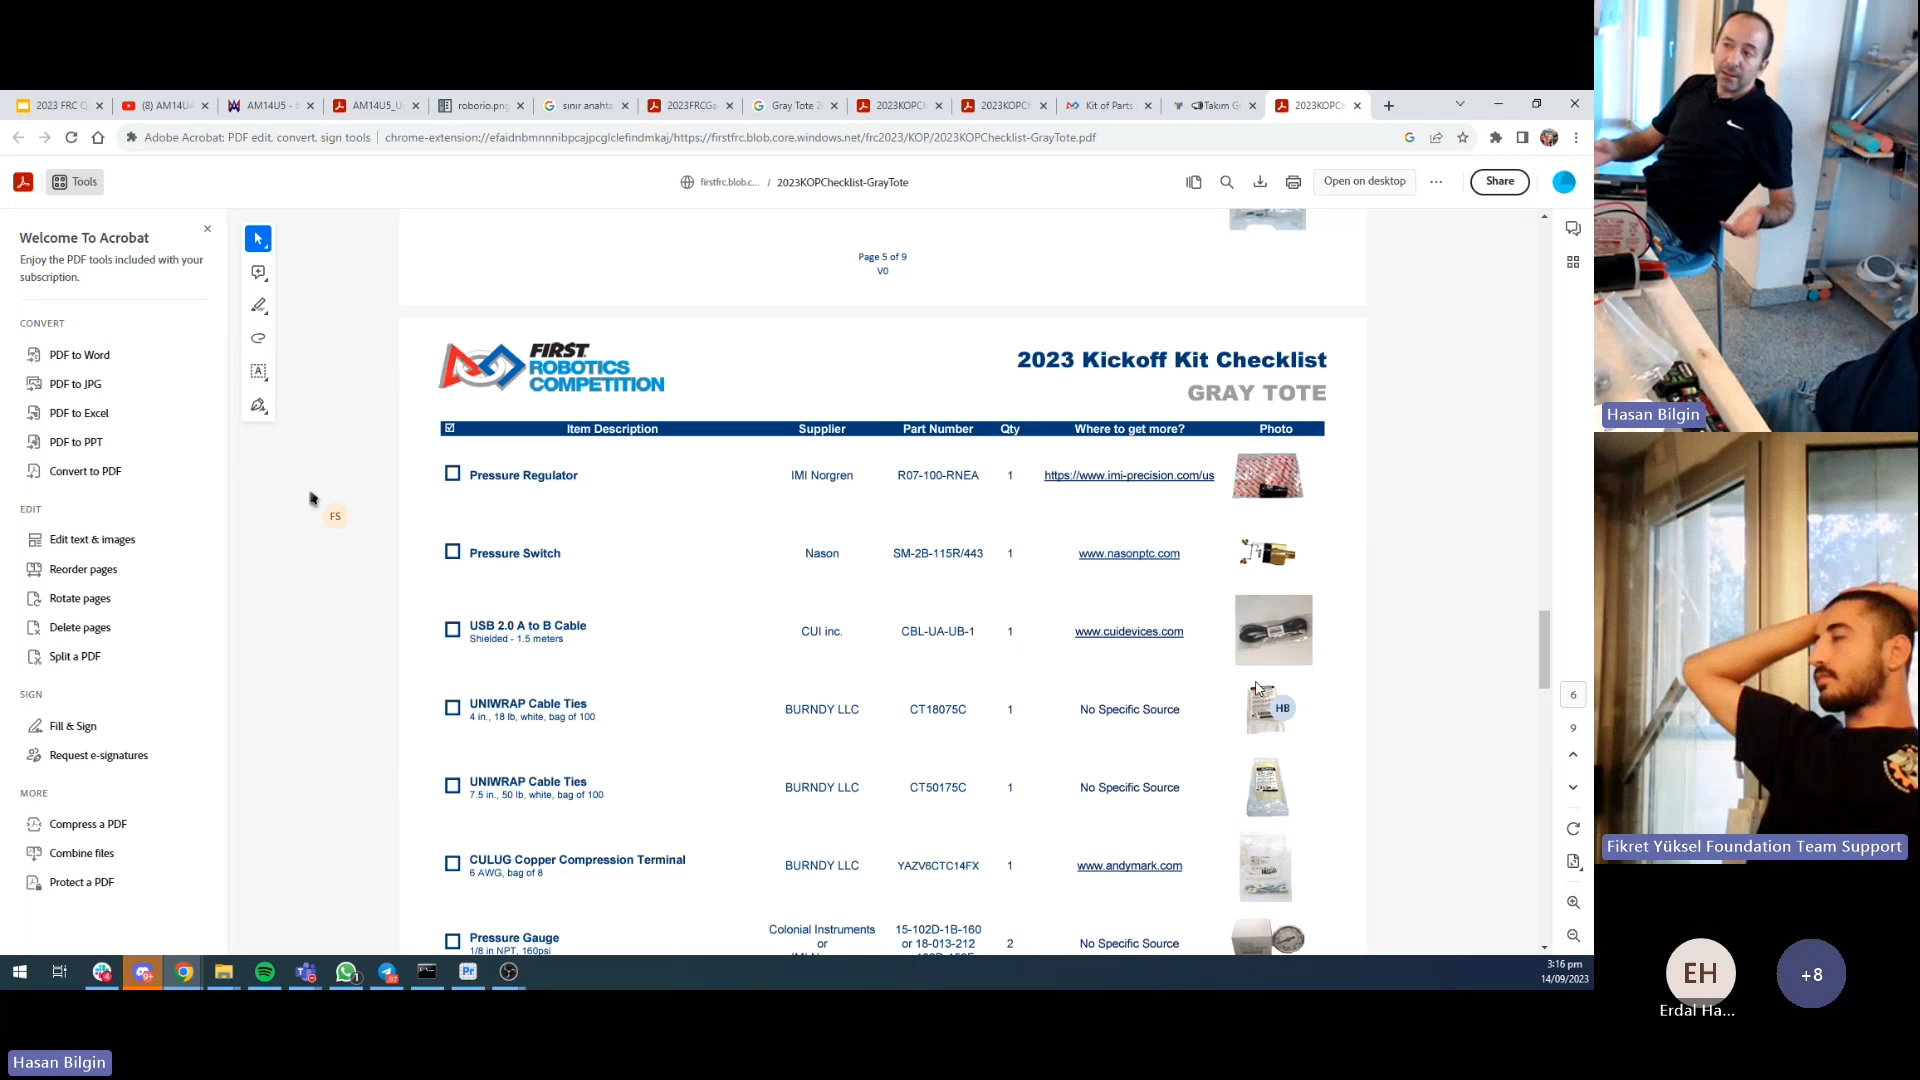 2023 FRC
(8) AM14U
AM14U5 -
AM14U5_U
roborio.png
sınır anahta
2023FRCGa
Gray Tote 2
2023KOPC
2023KOPC
Kit of Parts
Takım G
2023KOPC
Adobe Acrobat: PDF edit, convert, sign tools
chrome-extension://efaidnbmnnnibpcajpcglclefindmkaj/https://firstfrc.blob.core.windows.net/frc2023/KOP/2023KOPChecklist-GrayTote.pdf
Tools
firstfrc.blob.c... / 2023KOPChecklist-GrayTote
Open on desktop
Share
Welcome To Acrobat
Enjoy the PDF tools included with your
subscription.
CONVERT
PDF to Word
PDF to JPG
PDF to Excel
PDF to PPT
Convert to PDF
EDIT
Edit text & images
Reorder pages
Rotate pages
Delete pages
Split a PDF
SIGN
Fill & Sign
Request e-signatures
MORE
Compress a PDF
Combine files
Protect a PDF
FS
Page 5 of 9
V0
FIRST
ROBOTICS
COMPETITION
2023 Kickoff Kit Checklist
GRAY TOTE
Item Description Supplier Part Number Qty Where to get more? Photo
Pressure Regulator IMI Norgren R07-100-RNEA 1 https://www.imi-precision.com/us
Pressure Switch Nason SM-2B-115R/443 1 www.nasonptc.com
USB 2.0 A to B Cable CUI inc. CBL-UA-UB-1 1 www.cuidevices.com
Shielded - 1.5 meters
UNIWRAP Cable Ties BURNDY LLC CT18075C 1 No Specific Source
4 in., 18 lb, white, bag of 100
HB
UNIWRAP Cable Ties BURNDY LLC CT50175C 1 No Specific Source
7.5 in., 50 lb, white, bag of 100
CULUG Copper Compression Terminal BURNDY LLC YAZV6CTC14FX 1 www.andymark.com
6 AWG, bag of 8
Pressure Gauge Colonial Instruments 15-102D-1B-160 2 No Specific Source
1/8 in NPT, 160psi or or 18-013-212
6
9
3:16 pm
14/09/2023
Hasan Bilgin
Fikret Yüksel Foundation Team Support
EH
Erdal Ha...
+8
Hasan Bilgin